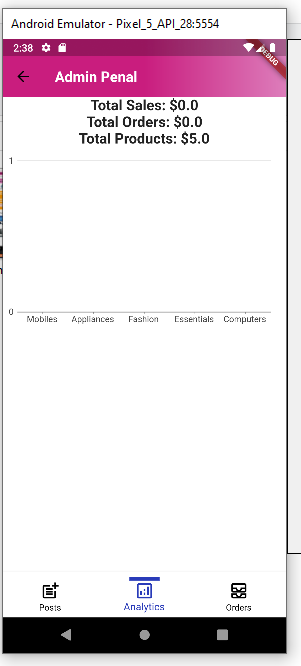 Android Emulator - Pixel_5_API_28:5554
2:38
DEBUG
Admin Penal
Total Sales: $0.0
Total Orders: $0.0
Total Products: $5.0
1
0
Mobiles Appliances Fashion Essentials Computers
Posts Analytics Orders